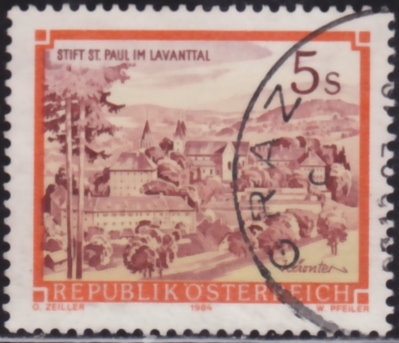 STIFT ST. PAUL IM LAVANTTAL
5s
GRAZ
REPUBLIK ÖSTERREICH
O. ZEILLER 1984 W. PFEILER